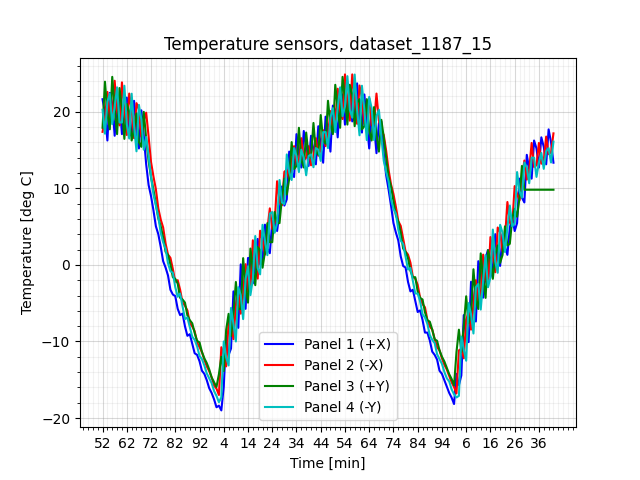 Temperature sensors, dataset_1187_15
Temperature [deg C]
20
10
0
−10
−20
Panel 1 (+X)
Panel 2 (-X)
Panel 3 (+Y)
Panel 4 (-Y)
52 62 72 82 92 4 14 24 34 44 54 64 74 84 94 6 16 26 36
Time [min]